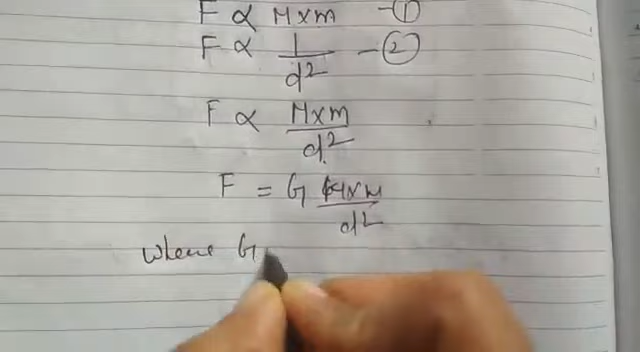 F ∝ M×m -①
F ∝ 1/d² -②
F ∝ M×m/d²
F = G M×M/d²
where G